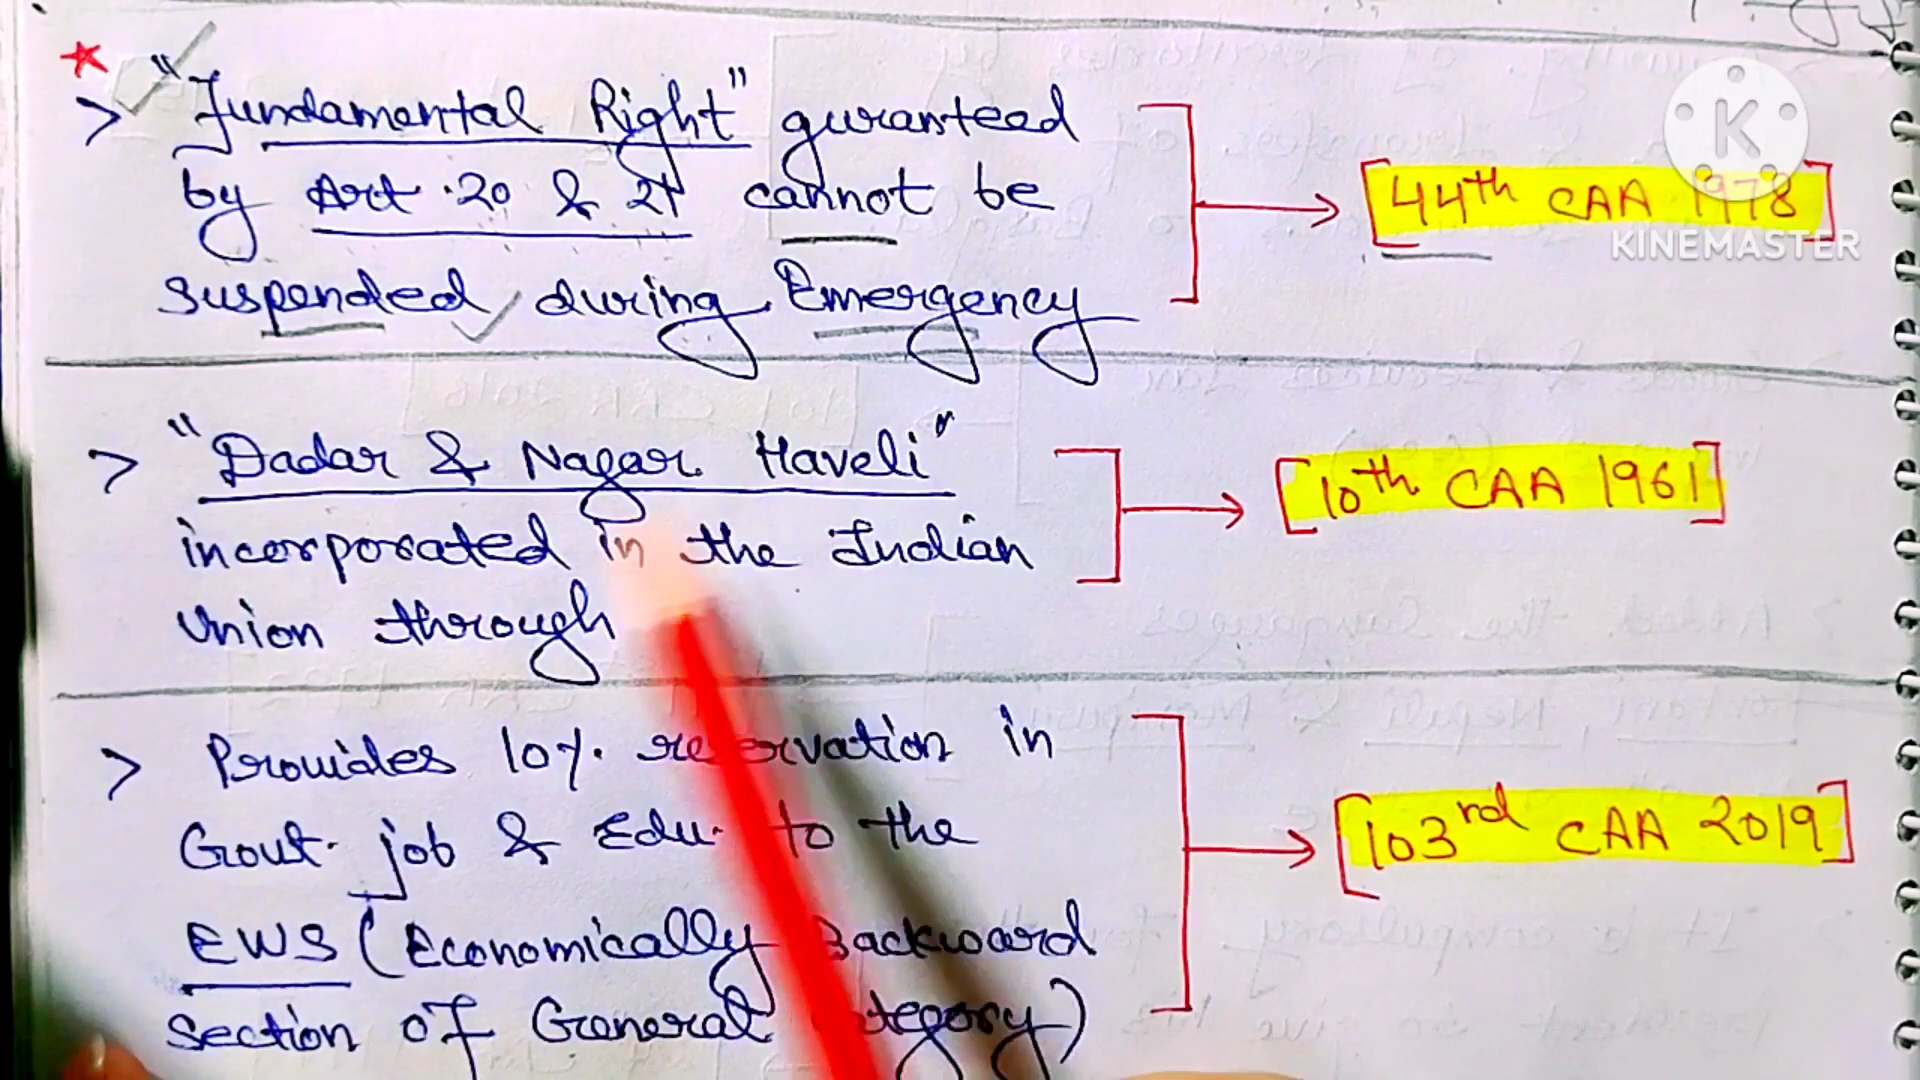 > "Fundamental Right" guranteed
by Art. 20 & 21 cannot be
suspended during Emergency
[44th CAA 1978]
K
KINEMASTER
> "Dadar & Nagar Haveli"
incorporated in the Indian
Union through
[10th CAA 1961]
> Provides 10% reservation in
Govt. job & Edu. to the
EWS (Economically Backward
section of General Category)
[103rd CAA 2019]